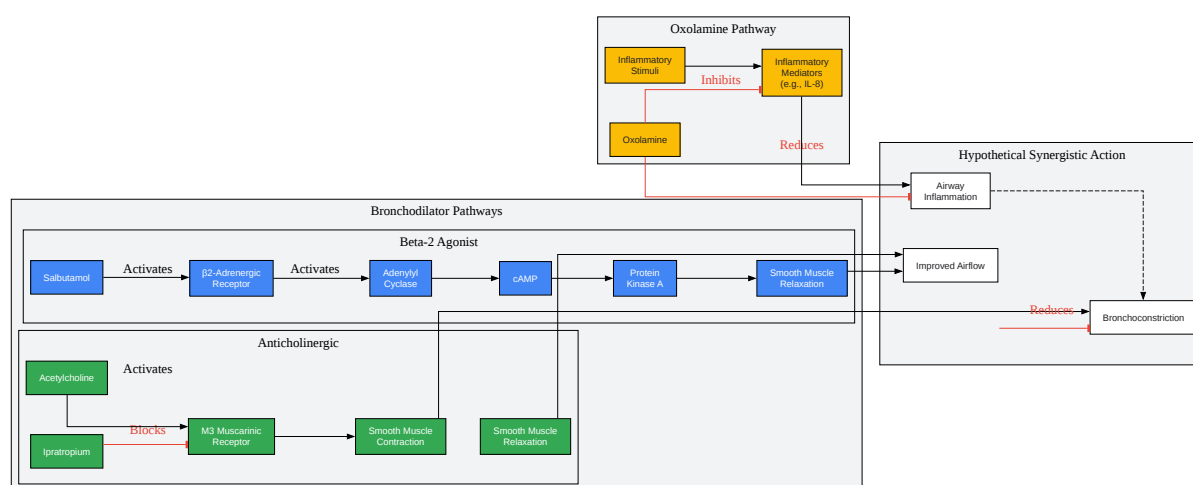 Oxolamine Pathway
Inflammatory
Stimuli
Inflammatory
Mediators
(e.g., IL-8)
Inhibits
Oxolamine
Reduces
Hypothetical Synergistic Action
Airway
Inflammation
Improved Airflow
Reduces
Bronchoconstriction
Bronchodilator Pathways
Beta-2 Agonist
Salbutamol
Activates
β2-Adrenergic
Receptor
Activates
Adenylyl
Cyclase
cAMP
Protein
Kinase A
Smooth Muscle
Relaxation
Anticholinergic
Acetylcholine
Activates
Ipratropium
Blocks
M3 Muscarinic
Receptor
Smooth Muscle
Contraction
Smooth Muscle
Relaxation